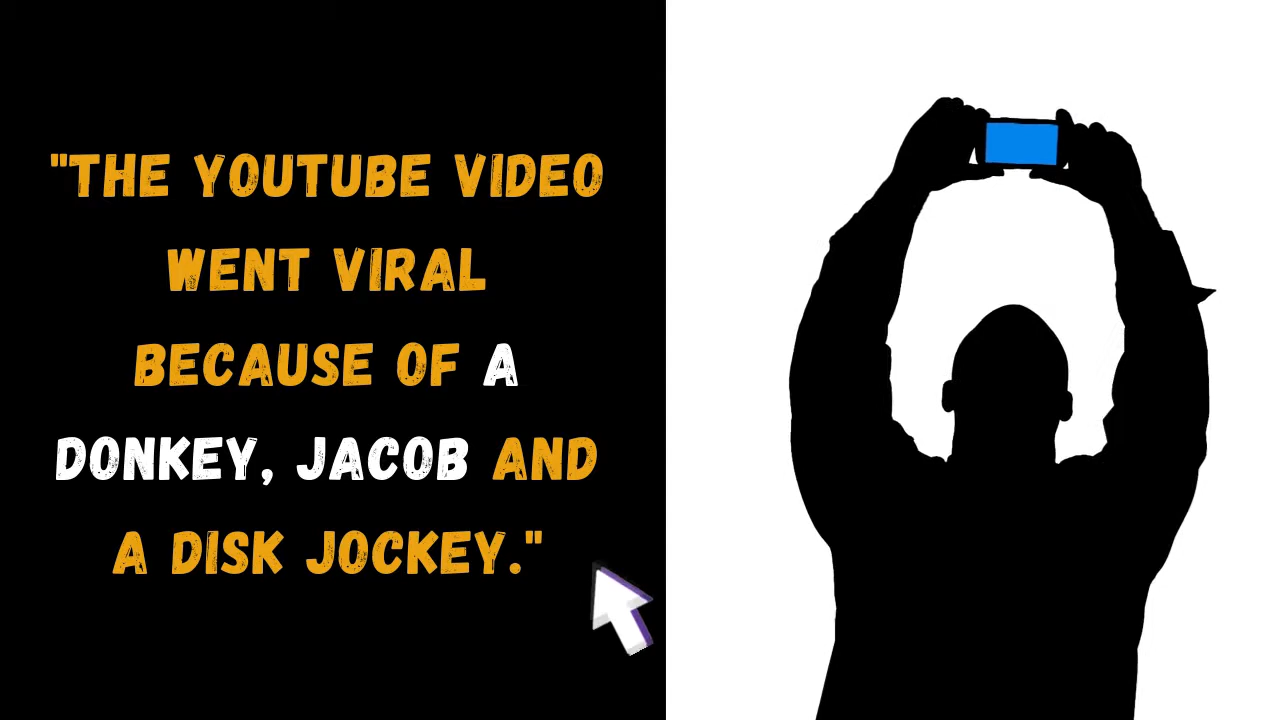 "THE YOUTUBE VIDEO
WENT VIRAL
BECAUSE OF A
DONKEY, JACOB AND
A DISK JOCKEY."